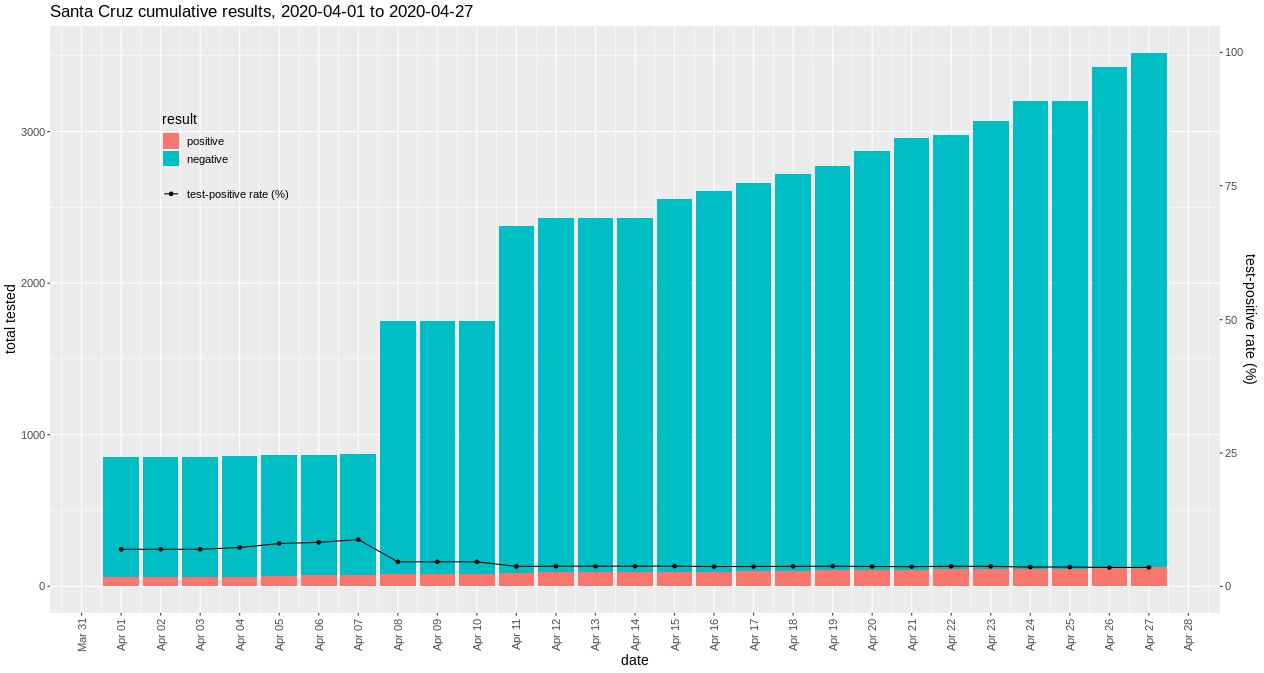 Santa Cruz cumulative results, 2020-04-01 to 2020-04-27
result
positive
negative
test-positive rate (%)
total tested
3000
2000
1000
0
100
75
50
25
0
test-positive rate (%)
Mar 31
Apr 01
Apr 02
Apr 03
Apr 04
Apr 05
Apr 06
Apr 07
Apr 08
Apr 09
Apr 10
Apr 11
Apr 12
Apr 13
Apr 14
Apr 15
Apr 16
Apr 17
Apr 18
Apr 19
Apr 20
Apr 21
Apr 22
Apr 23
Apr 24
Apr 25
Apr 26
Apr 27
Apr 28
date